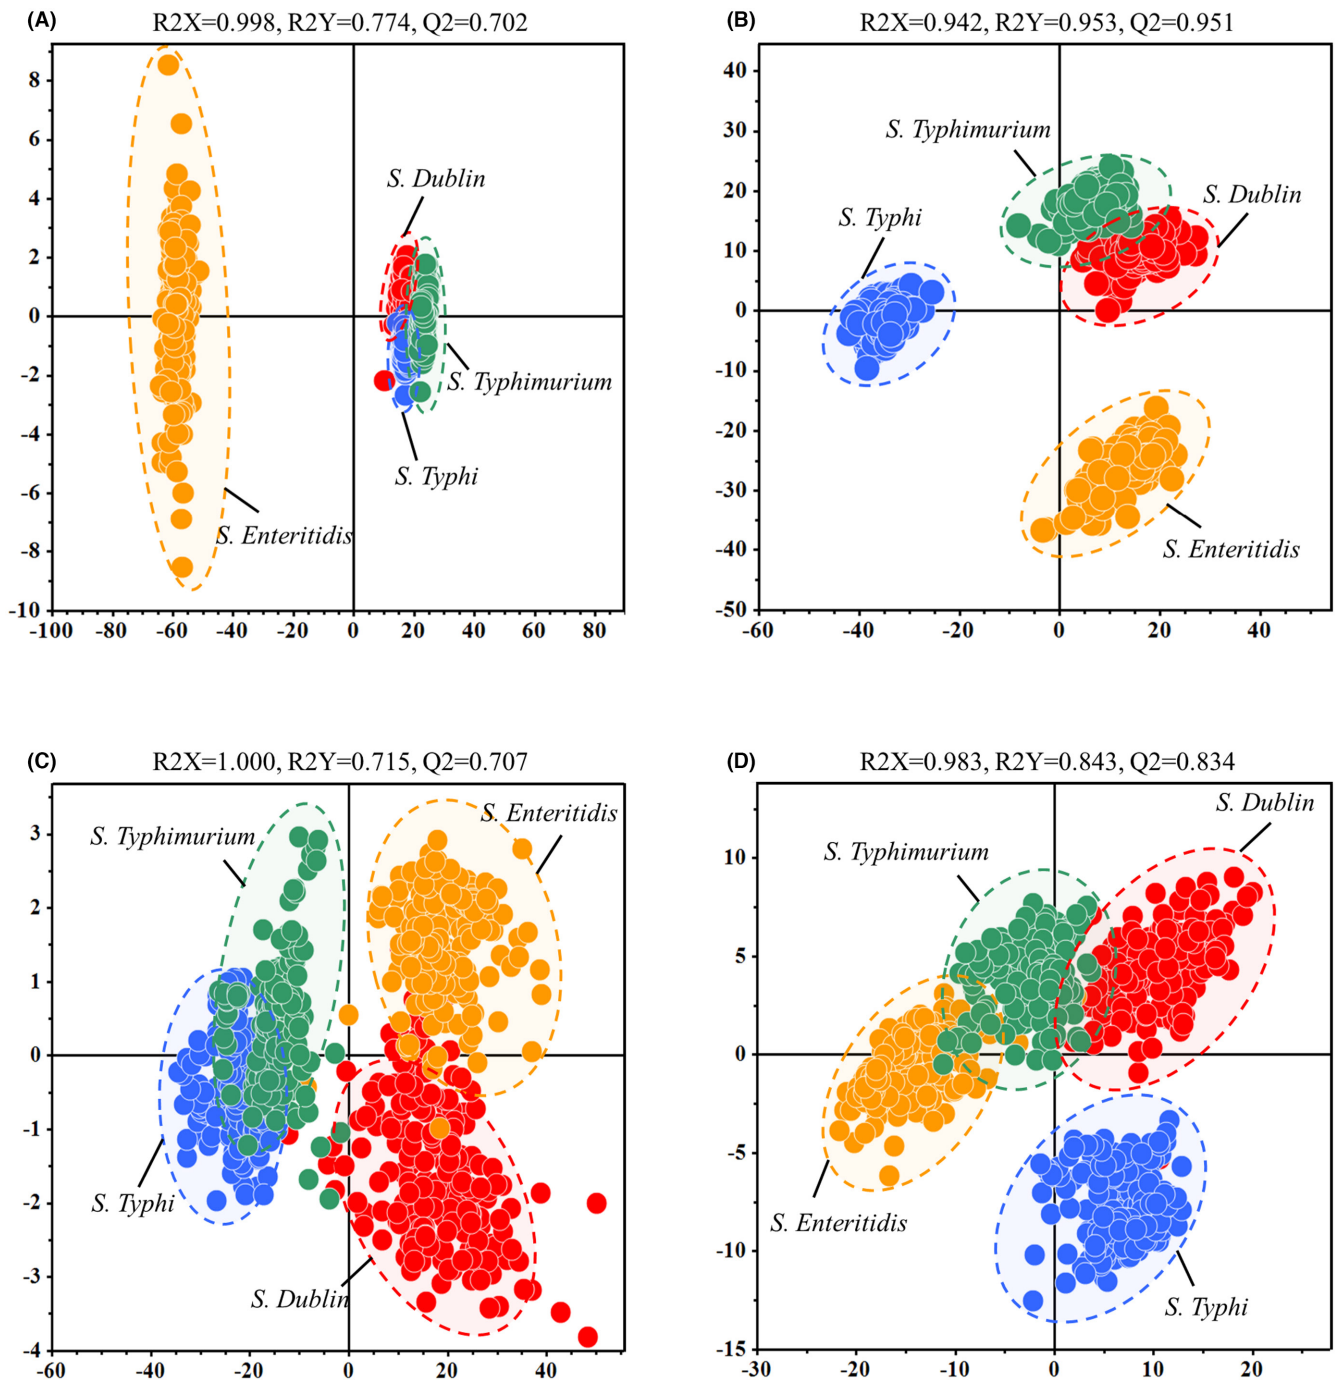 (A)
R2X=0.998, R2Y=0.774, Q2=0.702
8
6
4
2
0
-2
-4
-6
-8
-10
-100 -80 -60 -40 -20 0 20 40 60 80
S. Dublin
S. Typhimurium
S. Typhi
S. Enteritidis
(B)
R2X=0.942, R2Y=0.953, Q2=0.951
40
30
20
10
0
-10
-20
-30
-40
-50
-60 -40 -20 0 20 40
S. Typhimurium
S. Dublin
S. Typhi
S. Enteritidis
(C)
R2X=1.000, R2Y=0.715, Q2=0.707
3
2
1
0
-1
-2
-3
-4
-60 -40 -20 0 20 40
S. Enteritidis
S. Typhimurium
S. Typhi
S. Dublin
(D)
R2X=0.983, R2Y=0.843, Q2=0.834
10
5
0
-5
-10
-15
-30 -20 -10 0 10 20
S. Dublin
S. Typhimurium
S. Enteritidis
S. Typhi